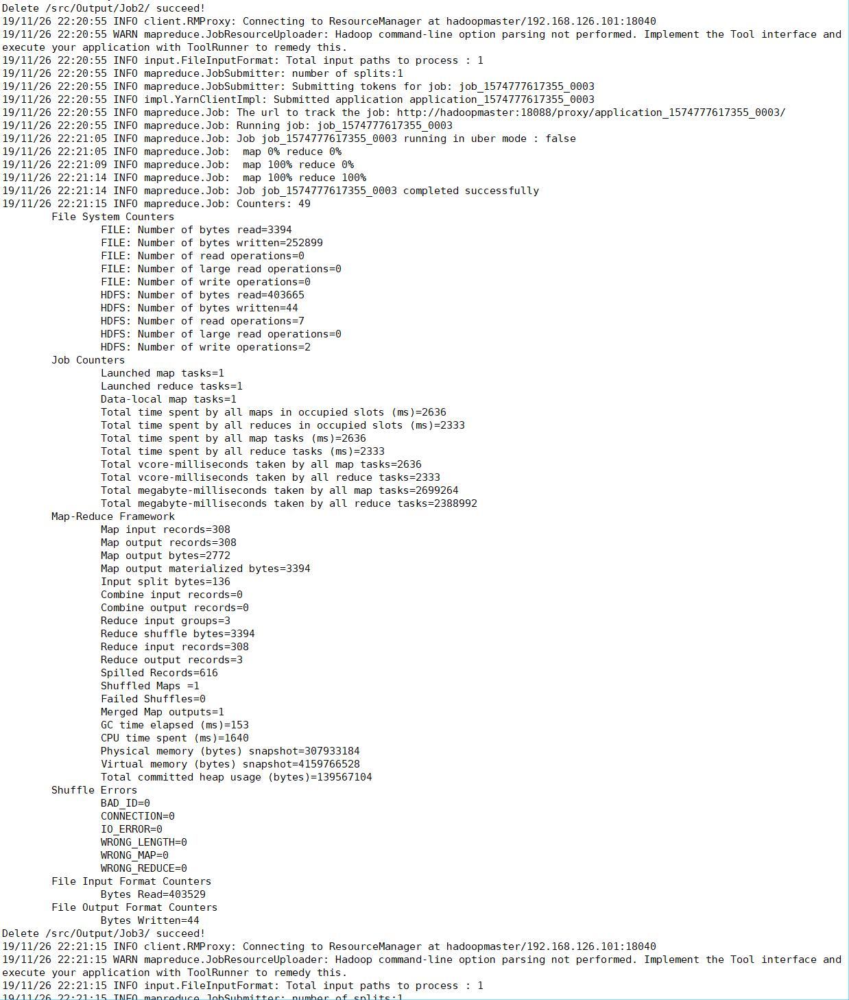 Delete /src/Output/Job2/ succeed!
19/11/26 22:20:55 INFO client.RMProxy: Connecting to ResourceManager at hadoopmaster/192.168.126.101:18040
19/11/26 22:20:55 WARN mapreduce.JobResourceUploader: Hadoop command-line option parsing not performed. Implement the Tool interface and
execute your application with ToolRunner to remedy this.
19/11/26 22:20:55 INFO input.FileInputFormat: Total input paths to process : 1
19/11/26 22:20:55 INFO mapreduce.JobSubmitter: number of splits:1
19/11/26 22:20:55 INFO mapreduce.JobSubmitter: Submitting tokens for job: job_1574777617355_0003
19/11/26 22:20:55 INFO impl.YarnClientImpl: Submitted application application_1574777617355_0003
19/11/26 22:20:55 INFO mapreduce.Job: The url to track the job: http://hadoopmaster:18088/proxy/application_1574777617355_0003/
19/11/26 22:20:55 INFO mapreduce.Job: Running job: job_1574777617355_0003
19/11/26 22:21:05 INFO mapreduce.Job: Job job_1574777617355_0003 running in uber mode : false
19/11/26 22:21:05 INFO mapreduce.Job:  map 0% reduce 0%
19/11/26 22:21:09 INFO mapreduce.Job:  map 100% reduce 0%
19/11/26 22:21:14 INFO mapreduce.Job:  map 100% reduce 100%
19/11/26 22:21:14 INFO mapreduce.Job: Job job_1574777617355_0003 completed successfully
19/11/26 22:21:15 INFO mapreduce.Job: Counters: 49
File System Counters
FILE: Number of bytes read=3394
FILE: Number of bytes written=252899
FILE: Number of read operations=0
FILE: Number of large read operations=0
FILE: Number of write operations=0
HDFS: Number of bytes read=403665
HDFS: Number of bytes written=44
HDFS: Number of read operations=7
HDFS: Number of large read operations=0
HDFS: Number of write operations=2
Job Counters
Launched map tasks=1
Launched reduce tasks=1
Data-local map tasks=1
Total time spent by all maps in occupied slots (ms)=2636
Total time spent by all reduces in occupied slots (ms)=2333
Total time spent by all map tasks (ms)=2636
Total time spent by all reduce tasks (ms)=2333
Total vcore-milliseconds taken by all map tasks=2636
Total vcore-milliseconds taken by all reduce tasks=2333
Total megabyte-milliseconds taken by all map tasks=2699264
Total megabyte-milliseconds taken by all reduce tasks=2388992
Map-Reduce Framework
Map input records=308
Map output records=308
Map output bytes=2772
Map output materialized bytes=3394
Input split bytes=136
Combine input records=0
Combine output records=0
Reduce input groups=3
Reduce shuffle bytes=3394
Reduce input records=308
Reduce output records=3
Spilled Records=616
Shuffled Maps =1
Failed Shuffles=0
Merged Map outputs=1
GC time elapsed (ms)=153
CPU time spent (ms)=1640
Physical memory (bytes) snapshot=307933184
Virtual memory (bytes) snapshot=4159766528
Total committed heap usage (bytes)=139567104
Shuffle Errors
BAD_ID=0
CONNECTION=0
IO_ERROR=0
WRONG_LENGTH=0
WRONG_MAP=0
WRONG_REDUCE=0
File Input Format Counters
Bytes Read=403529
File Output Format Counters
Bytes Written=44
Delete /src/Output/Job3/ succeed!
19/11/26 22:21:15 INFO client.RMProxy: Connecting to ResourceManager at hadoopmaster/192.168.126.101:18040
19/11/26 22:21:15 WARN mapreduce.JobResourceUploader: Hadoop command-line option parsing not performed. Implement the Tool interface and
execute your application with ToolRunner to remedy this.
19/11/26 22:21:15 INFO input.FileInputFormat: Total input paths to process : 1
19/11/26 22:21:15 INFO mapreduce.JobSubmitter: number of splits:1